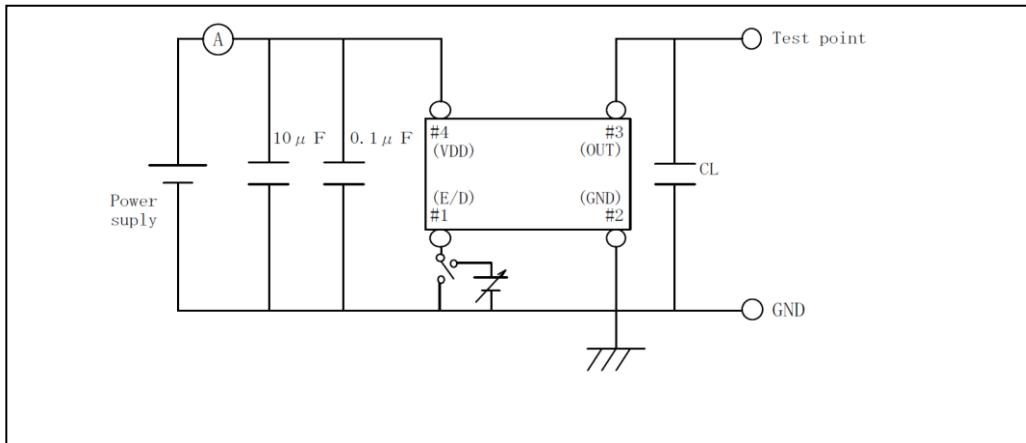 A
Test point
10μF
0.1μF
#4
(VDD)
#3
(OUT)
CL
Power
suply
(E/D)
#1
(GND)
#2
GND